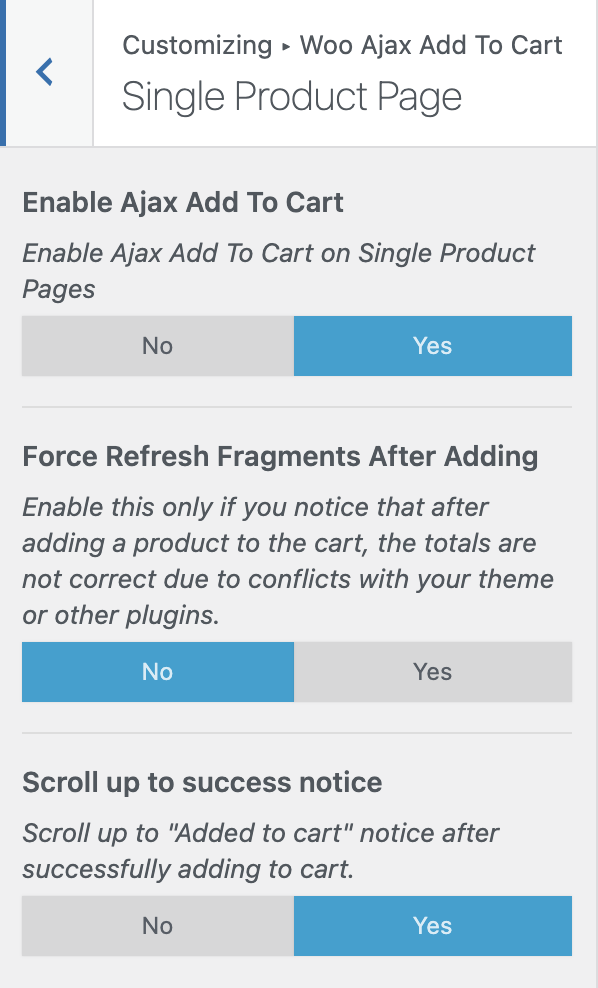 Customizing ▸ Woo Ajax Add To Cart
Single Product Page
Enable Ajax Add To Cart
Enable Ajax Add To Cart on Single Product
Pages
No Yes
Force Refresh Fragments After Adding
Enable this only if you notice that after
adding a product to the cart, the totals are
not correct due to conflicts with your theme
or other plugins.
No Yes
Scroll up to success notice
Scroll up to "Added to cart" notice after
successfully adding to cart.
No Yes